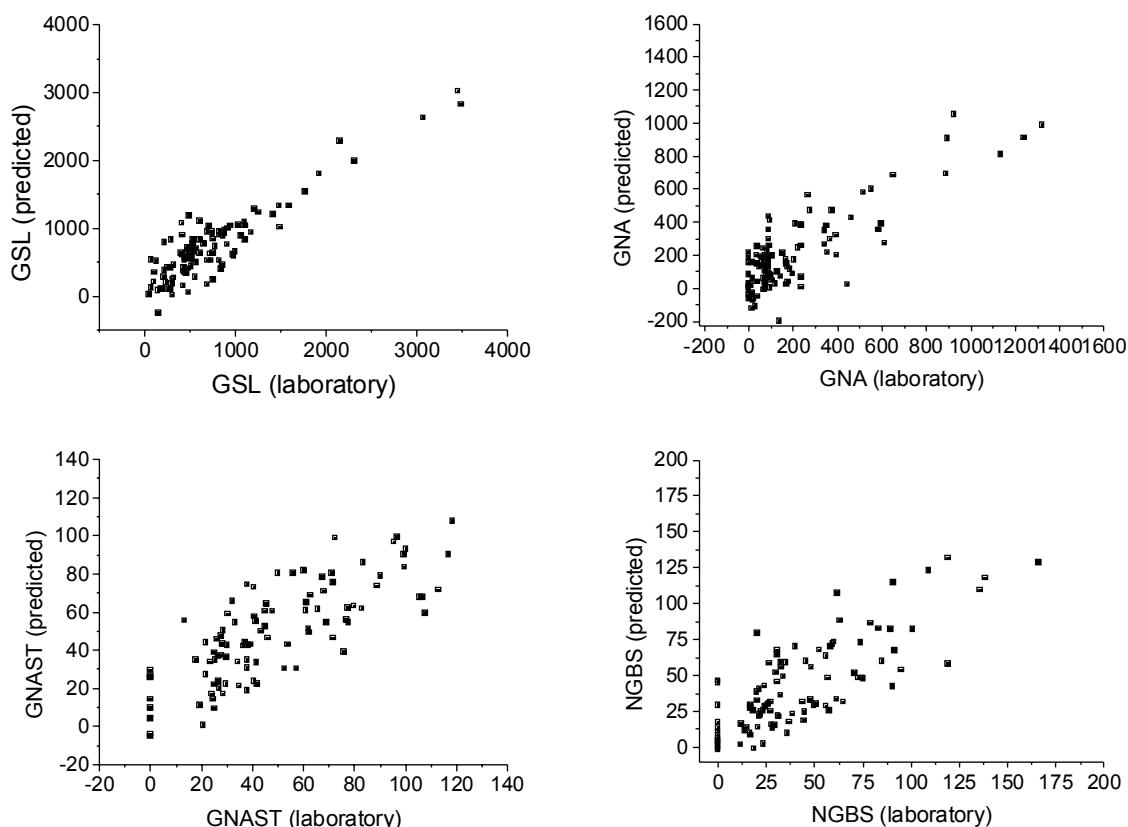 4000
3000
2000
1000
0
GSL (predicted)
0 1000 2000 3000 4000
GSL (laboratory)
1600
1400
1200
1000
800
600
400
200
0
-200
GNA (predicted)
-200 0 200 400 600 800 1000 1200 1400 1600
GNA (laboratory)
140
120
100
80
60
40
20
0
-20
GNAST (predicted)
-20 0 20 40 60 80 100 120 140
GNAST (laboratory)
200
175
150
125
100
75
50
25
0
NGBS (predicted)
0 25 50 75 100 125 150 175 200
NGBS (laboratory)